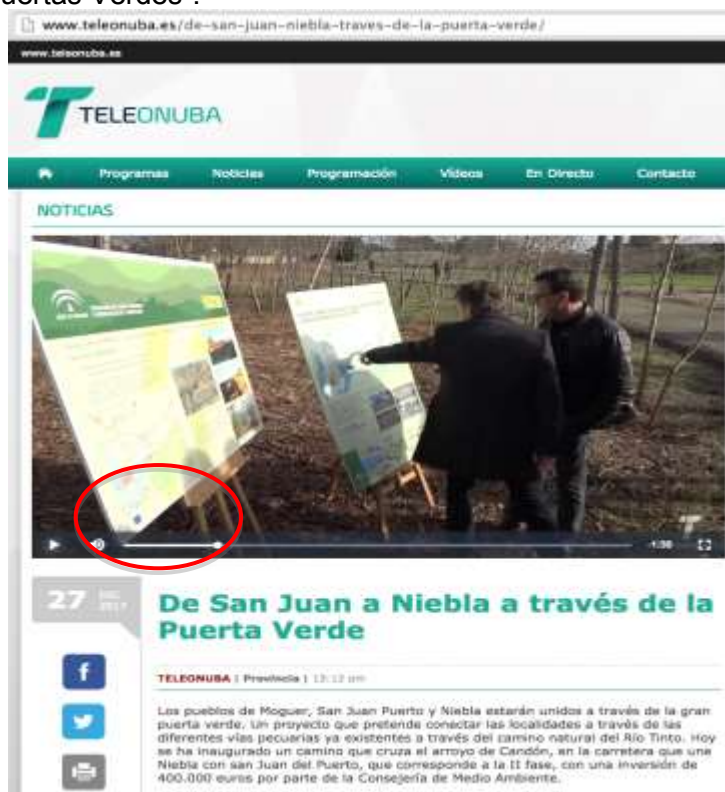 uertas Verdes".
www.teleonuba.es/de-san-juan-niebla-traves-de-la-puerta-verde/
www.teleonuba.es
TELEONUBA
Programas Noticias Programación Vídeos En Directo Contacto
NOTICIAS
-1:30
27
De San Juan a Niebla a través de la
Puerta Verde
TELEONUBA | Provincia | 13:12 pm
Los pueblos de Moguer, San Juan Puerto y Niebla estarán unidos a través de la gran
puerta verde. Un proyecto que pretende conectar las localidades a través de las
diferentes vías pecuarias ya existentes a través del camino natural del Río Tinto. Hoy
se ha inaugurado un camino que cruza el arroyo de Candón, en la carretera que une
Niebla con san Juan del Puerto, que corresponde a la II fase, con una inversión de
400.000 euros por parte de la Consejería de Medio Ambiente.